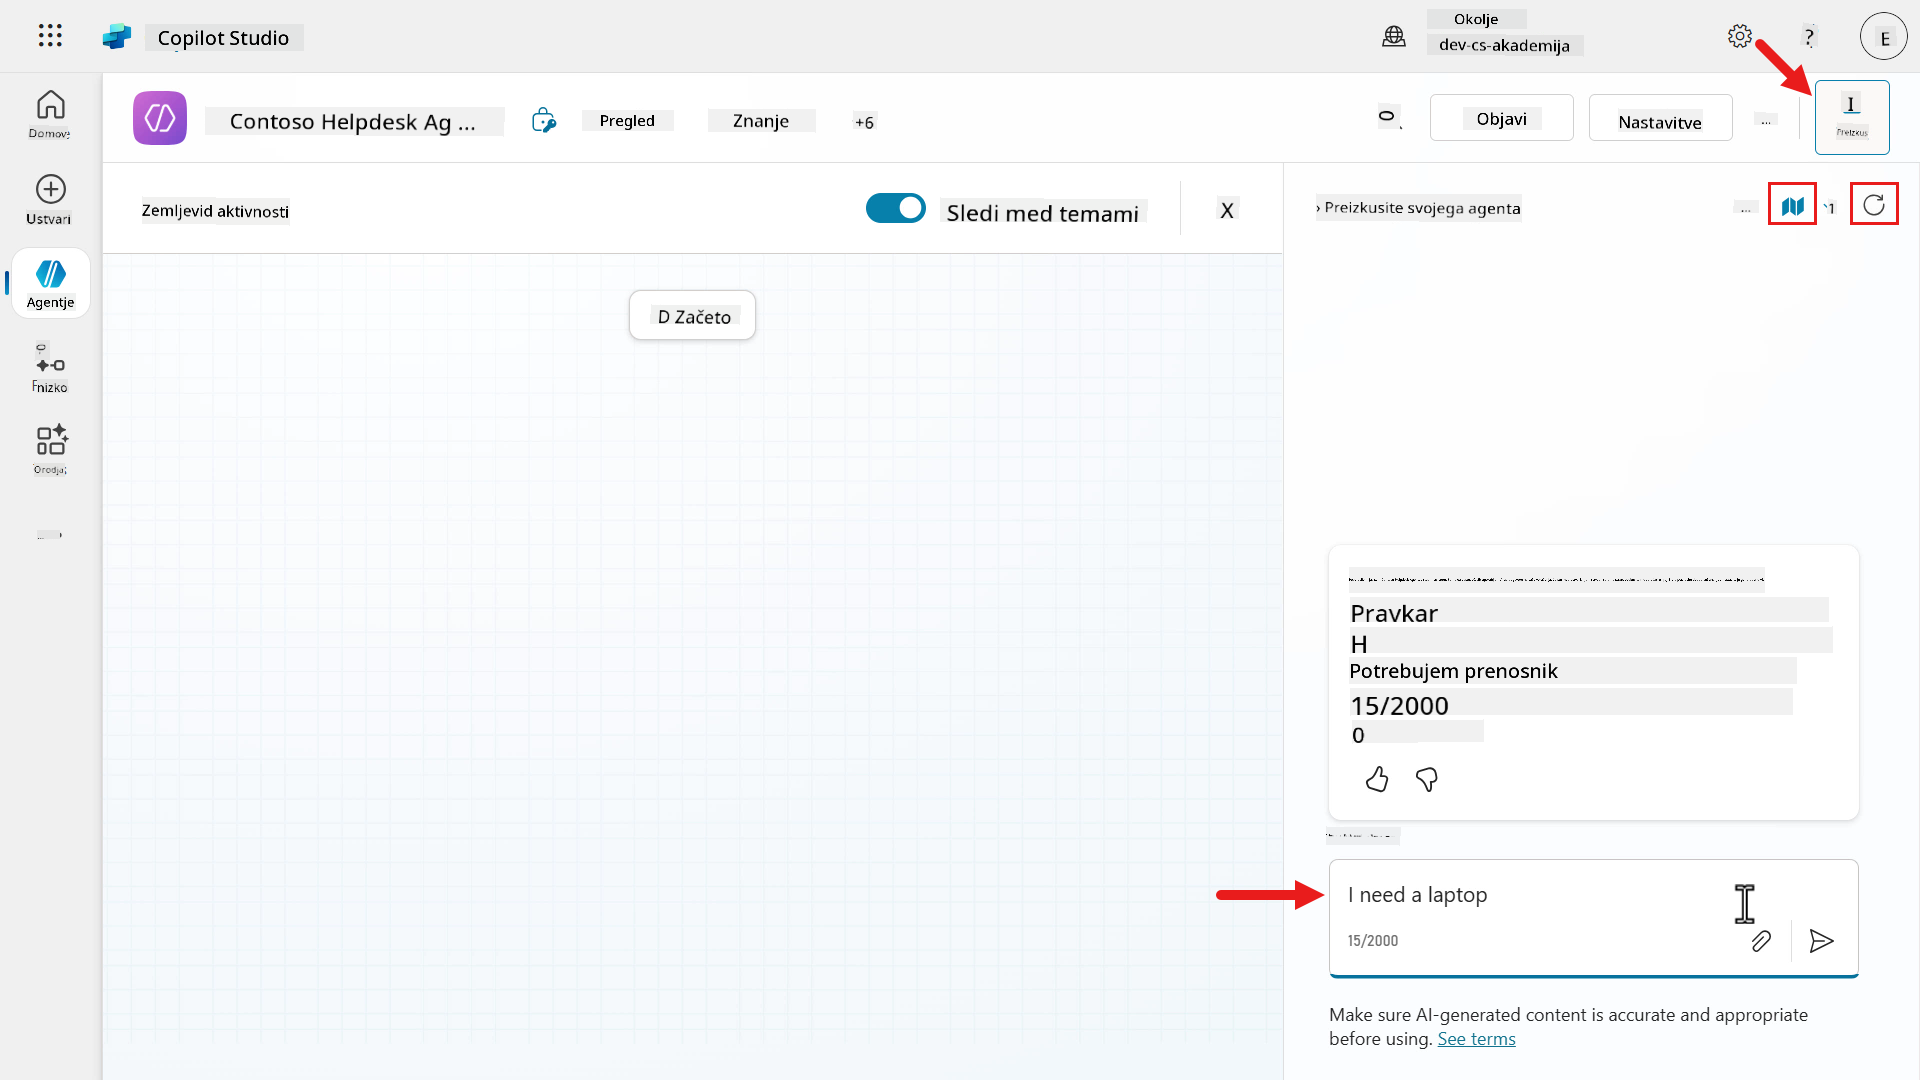 Copilot Studio
Okolje
dev-cs-akademija
?
E
Contoso Helpdesk Ag ...
Pregled
Znanje
+6
Objavi
Nastavitve
...
I
Preizkus
Domov
Ustvari
Agentje
Fnizko
Orodja
Zemljevid aktivnosti
Sledi med temami
X
› Preizkusite svojega agenta
...
D Začeto
Pravkar
H
Potrebujem prenosnik
15/2000
0
I need a laptop
15/2000
Make sure AI-generated content is accurate and appropriate
before using. See terms